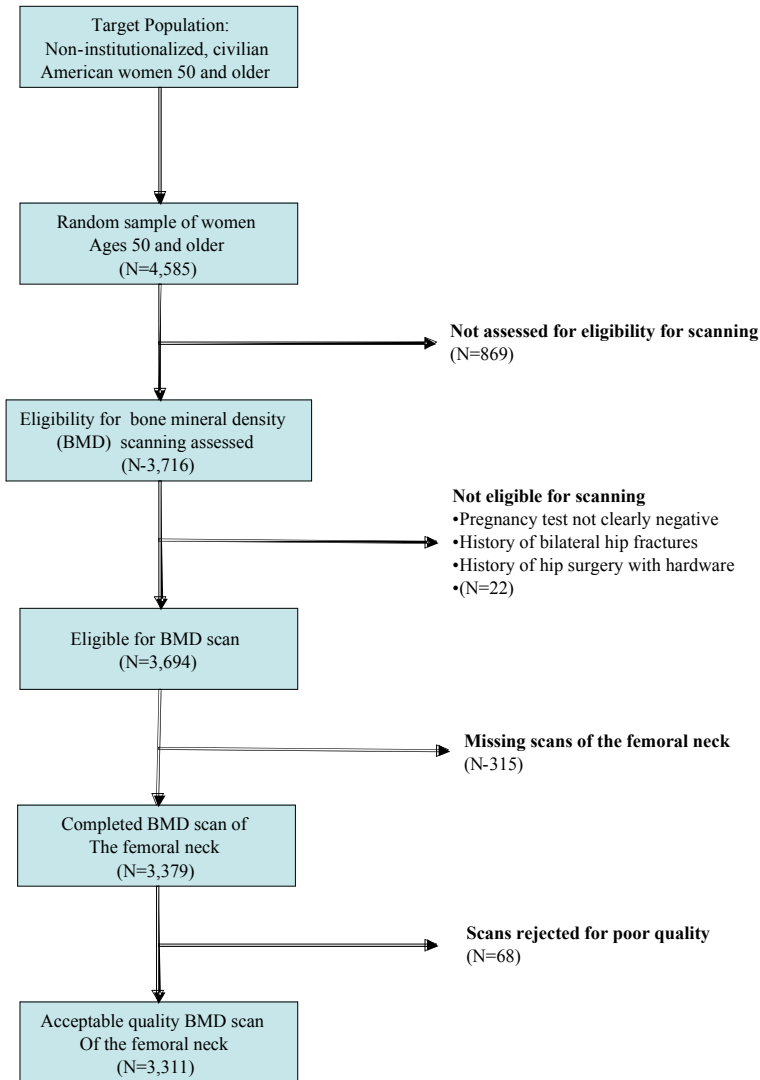 Target Population:
Non-institutionalized, civilian
American women 50 and older
Random sample of women
Ages 50 and older
(N=4,585)
Not assessed for eligibility for scanning
(N=869)
Eligibility for bone mineral density
(BMD) scanning assessed
(N-3,716)
Not eligible for scanning
•Pregnancy test not clearly negative
•History of bilateral hip fractures
•History of hip surgery with hardware
•(N=22)
Eligible for BMD scan
(N=3,694)
Missing scans of the femoral neck
(N-315)
Completed BMD scan of
The femoral neck
(N=3,379)
Scans rejected for poor quality
(N=68)
Acceptable quality BMD scan
Of the femoral neck
(N=3,311)